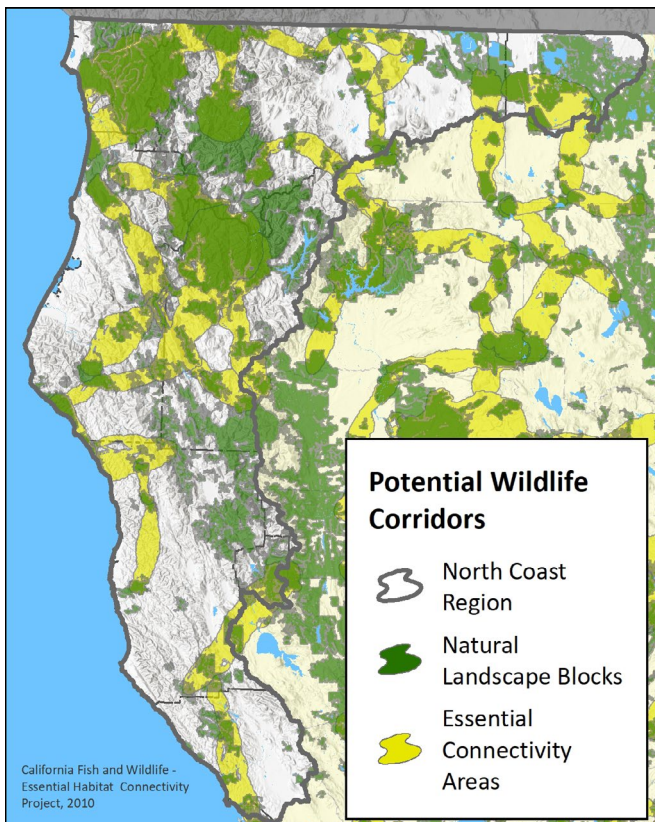 Potential Wildlife
Corridors
North Coast
Region
Natural
Landscape Blocks
Essential
Connectivity
Areas
California Fish and Wildlife -
Essential Habitat Connectivity
Project, 2010